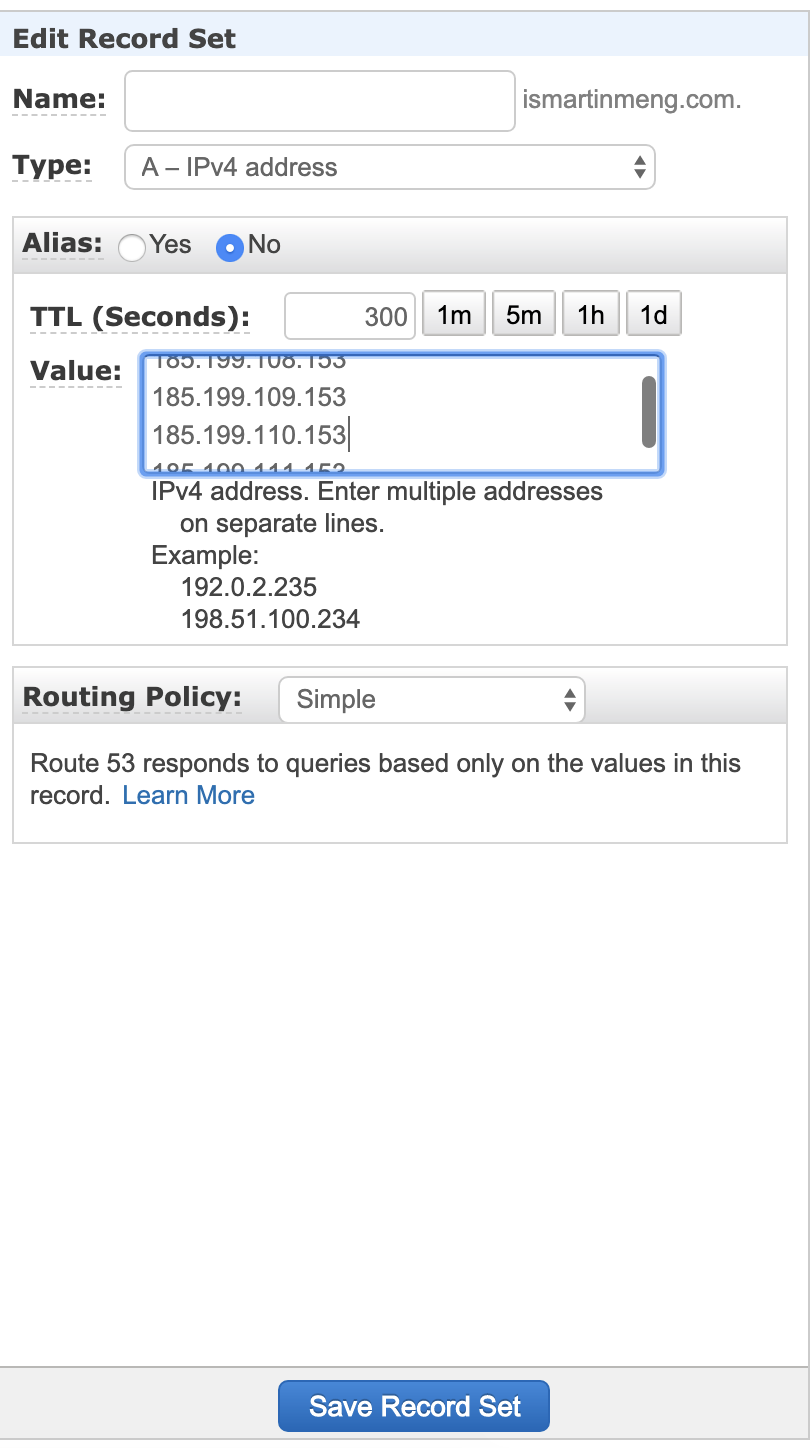 Edit Record Set
Name: ismartinmeng.com.
Type: A – IPv4 address
Alias: Yes No
TTL (Seconds): 300 1m 5m 1h 1d
Value: 185.199.108.153
185.199.109.153
185.199.110.153
185.199.111.153
IPv4 address. Enter multiple addresses
on separate lines.
Example:
192.0.2.235
198.51.100.234
Routing Policy: Simple
Route 53 responds to queries based only on the values in this
record. Learn More
Save Record Set